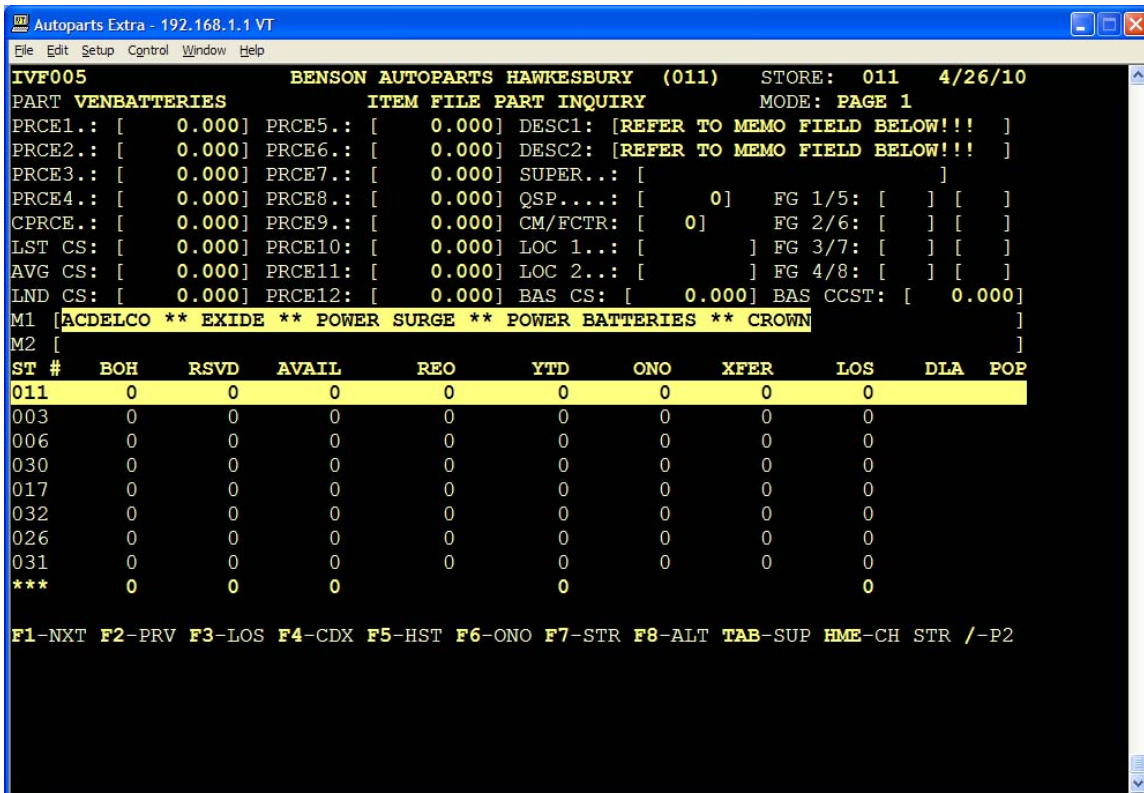 Autoparts Extra - 192.168.1.1 VT
File Edit Setup Control Window Help
IVF005 BENSON AUTOPARTS HAWKESBURY (011) STORE: 011 4/26/10
PART VENBATTERIES ITEM FILE PART INQUIRY MODE: PAGE 1
PRCE1.: [ 0.000] PRCE5.: [ 0.000] DESC1: [REFER TO MEMO FIELD BELOW!!! ]
PRCE2.: [ 0.000] PRCE6.: [ 0.000] DESC2: [REFER TO MEMO FIELD BELOW!!! ]
PRCE3.: [ 0.000] PRCE7.: [ 0.000] SUPER..: [ ]
PRCE4.: [ 0.000] PRCE8.: [ 0.000] QSP....: [ 0] FG 1/5: [ ] [ ]
CPRCE.: [ 0.000] PRCE9.: [ 0.000] CM/FCTR: [ 0] FG 2/6: [ ] [ ]
LST CS: [ 0.000] PRCE10: [ 0.000] LOC 1..: [ ] FG 3/7: [ ] [ ]
AVG CS: [ 0.000] PRCE11: [ 0.000] LOC 2..: [ ] FG 4/8: [ ] [ ]
LND CS: [ 0.000] PRCE12: [ 0.000] BAS CS: [ 0.000] BAS CCST: [ 0.000]
M1 [ACDELCO ** EXIDE ** POWER SURGE ** POWER BATTERIES ** CROWN ]
M2 [ ]
ST # BOH RSVD AVAIL REO YTD ONO XFER LOS DLA POP
011 0 0 0 0 0 0 0 0
003 0 0 0 0 0 0 0 0
006 0 0 0 0 0 0 0 0
030 0 0 0 0 0 0 0 0
017 0 0 0 0 0 0 0 0
032 0 0 0 0 0 0 0 0
026 0 0 0 0 0 0 0 0
031 0 0 0 0 0 0 0 0
*** 0 0 0 0 0
F1-NXT F2-PRV F3-LOS F4-CDX F5-HST F6-ONO F7-STR F8-ALT TAB-SUP HME-CH STR /-P2